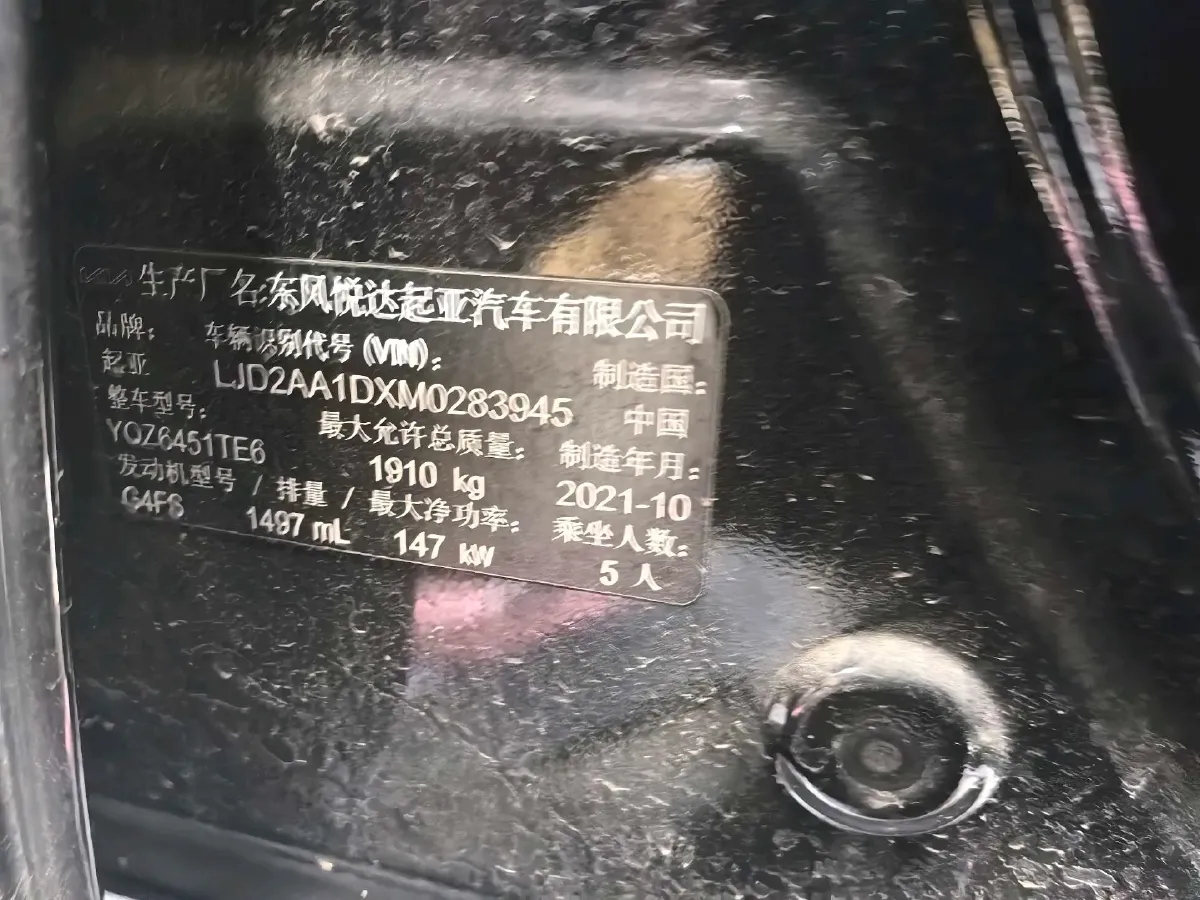 生产厂名:东风悦达起亚汽车有限公司
品牌: 车辆识别代号(VIN): 制造国:
起亚 LJD2AA1DXM0283945 中国
整车型号: 最大允许总质量: 制造年月:
YQZ6451TE6 1910 kg 2021-10
发动机型号 / 排量 / 最大净功率: 乘坐人数:
G4FS 1497 mL 147 kW 5 人